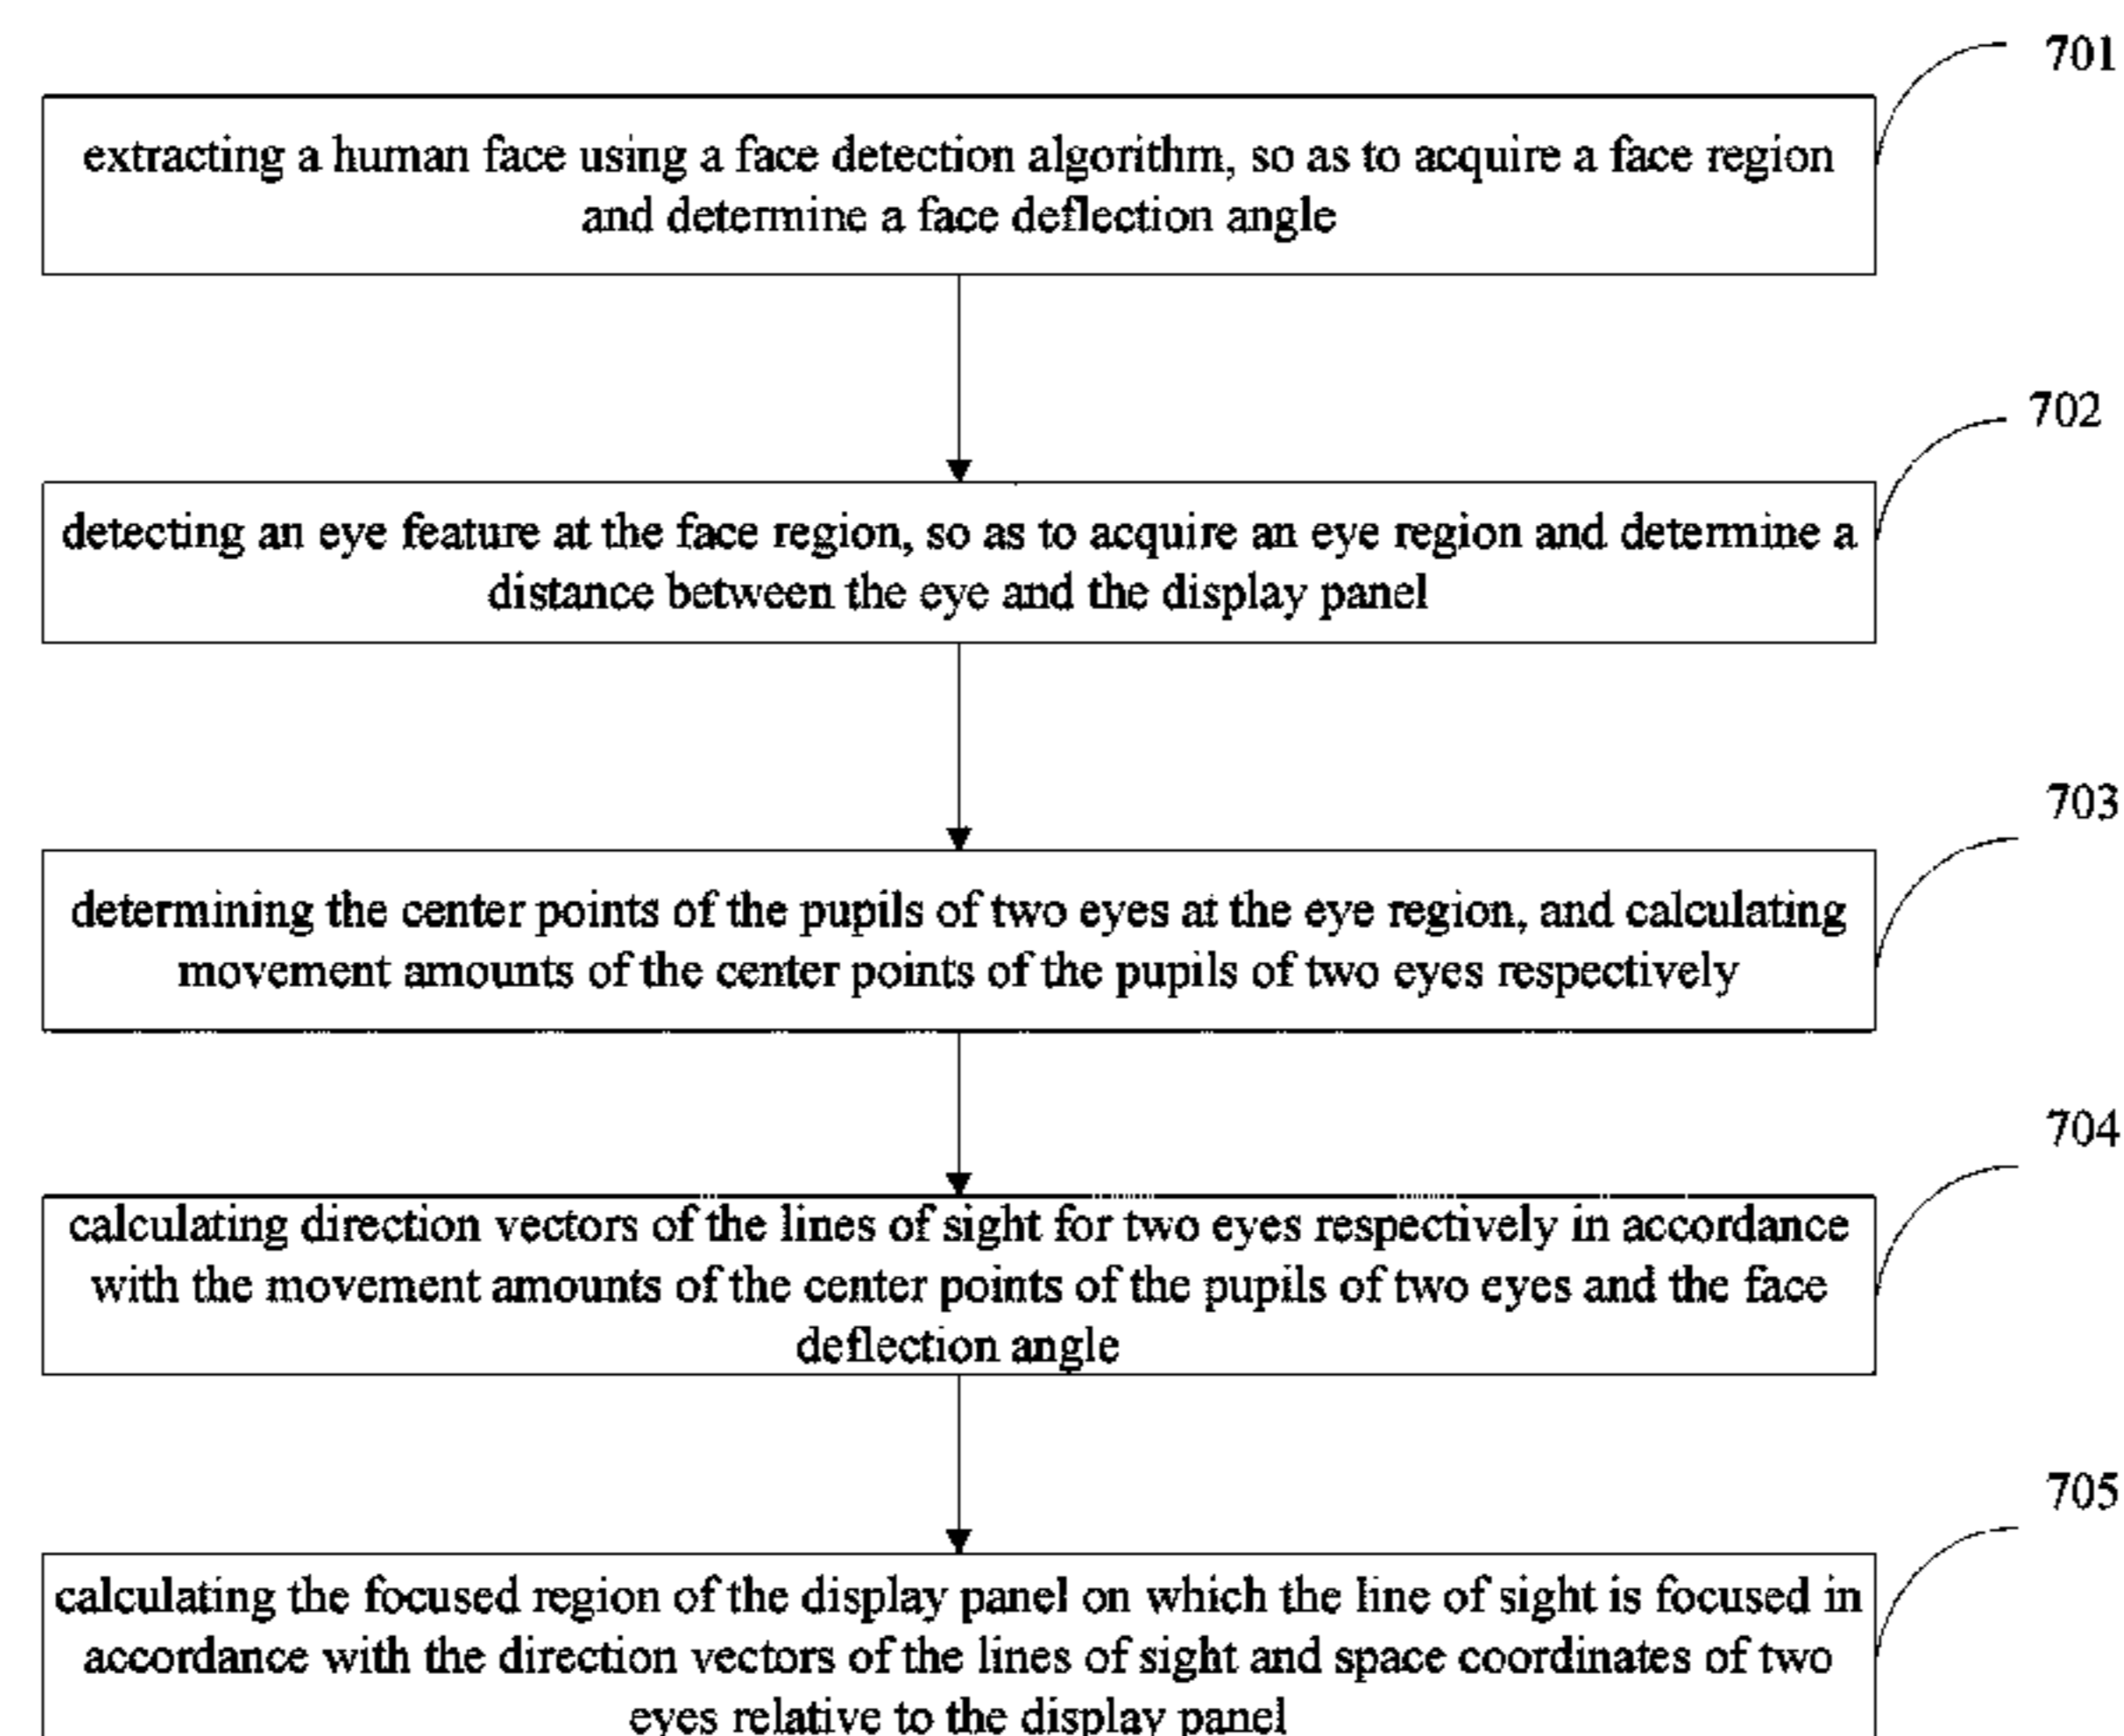 701
extracting a human face using a face detection algorithm, so as to acquire a face region
and determine a face deflection angle
702
detecting an eye feature at the face region, so as to acquire an eye region and determine a
distance between the eye and the display panel
703
determining the center points of the pupils of two eyes at the eye region, and calculating
movement amounts of the center points of the pupils of two eyes respectively
704
calculating direction vectors of the lines of sight for two eyes respectively in accordance
with the movement amounts of the center points of the pupils of two eyes and the face
deflection angle
705
calculating the focused region of the display panel on which the line of sight is focused in
accordance with the direction vectors of the lines of sight and space coordinates of two
eyes relative to the display panel